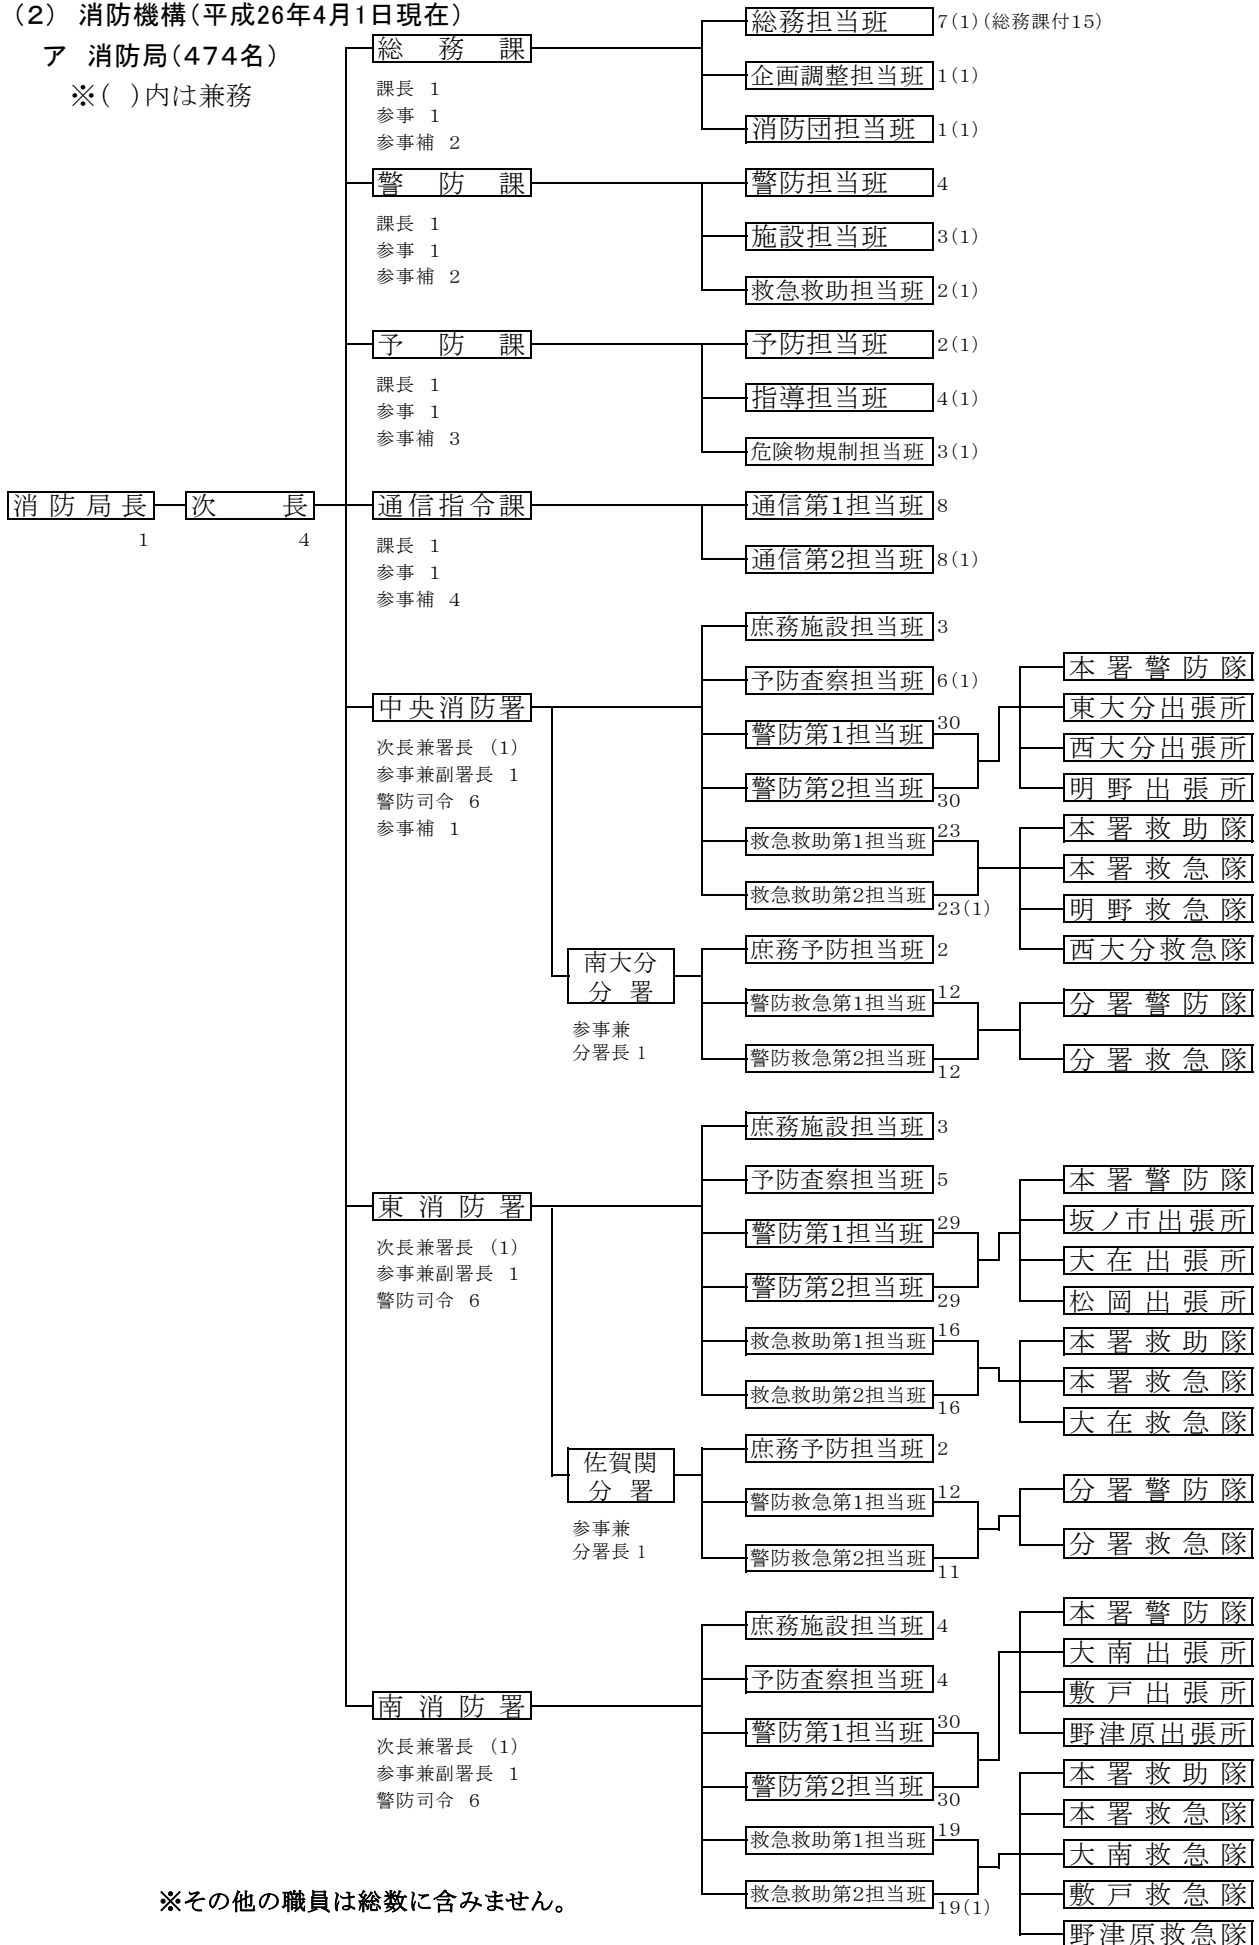 （2） 消防機構（平成26年4月1日現在）
ア 消防局（474名）
※（ ）内は兼務
消防局長
1
次 長
4
総 務 課
課長 1
参事 1
参事補 2
総務担当班 7(1)(総務課付15)
企画調整担当班 1(1)
消防団担当班 1(1)
警 防 課
課長 1
参事 1
参事補 2
警防担当班 4
施設担当班 3(1)
救急救助担当班 2(1)
予 防 課
課長 1
参事 1
参事補 3
予防担当班 2(1)
指導担当班 4(1)
危険物規制担当班 3(1)
通信指令課
課長 1
参事 1
参事補 4
通信第1担当班 8
通信第2担当班 8(1)
中央消防署
次長兼署長 (1)
参事兼副署長 1
警防司令 6
参事補 1
庶務施設担当班 3
予防査察担当班 6(1)
警防第1担当班 30
警防第2担当班 30
救急救助第1担当班 23
救急救助第2担当班 23(1)
本署警防隊
東大分出張所
西大分出張所
明野出張所
本署救助隊
本署救急隊
明野救急隊
西大分救急隊
南大分
分 署
参事兼
分署長 1
庶務予防担当班 2
警防救急第1担当班 12
警防救急第2担当班 12
分署警防隊
分署救急隊
東消防署
次長兼署長 (1)
参事兼副署長 1
警防司令 6
庶務施設担当班 3
予防査察担当班 5
警防第1担当班 29
警防第2担当班 29
救急救助第1担当班 16
救急救助第2担当班 16
本署警防隊
坂ノ市出張所
大在出張所
松岡出張所
本署救助隊
本署救急隊
大在救急隊
佐賀関
分 署
参事兼
分署長 1
庶務予防担当班 2
警防救急第1担当班 12
警防救急第2担当班 11
分署警防隊
分署救急隊
南消防署
次長兼署長 (1)
参事兼副署長 1
警防司令 6
庶務施設担当班 4
予防査察担当班 4
警防第1担当班 30
警防第2担当班 30
救急救助第1担当班 19
救急救助第2担当班 19(1)
本署警防隊
大南出張所
敷戸出張所
野津原出張所
本署救助隊
本署救急隊
大南救急隊
敷戸救急隊
野津原救急隊
※その他の職員は総数に含みません。